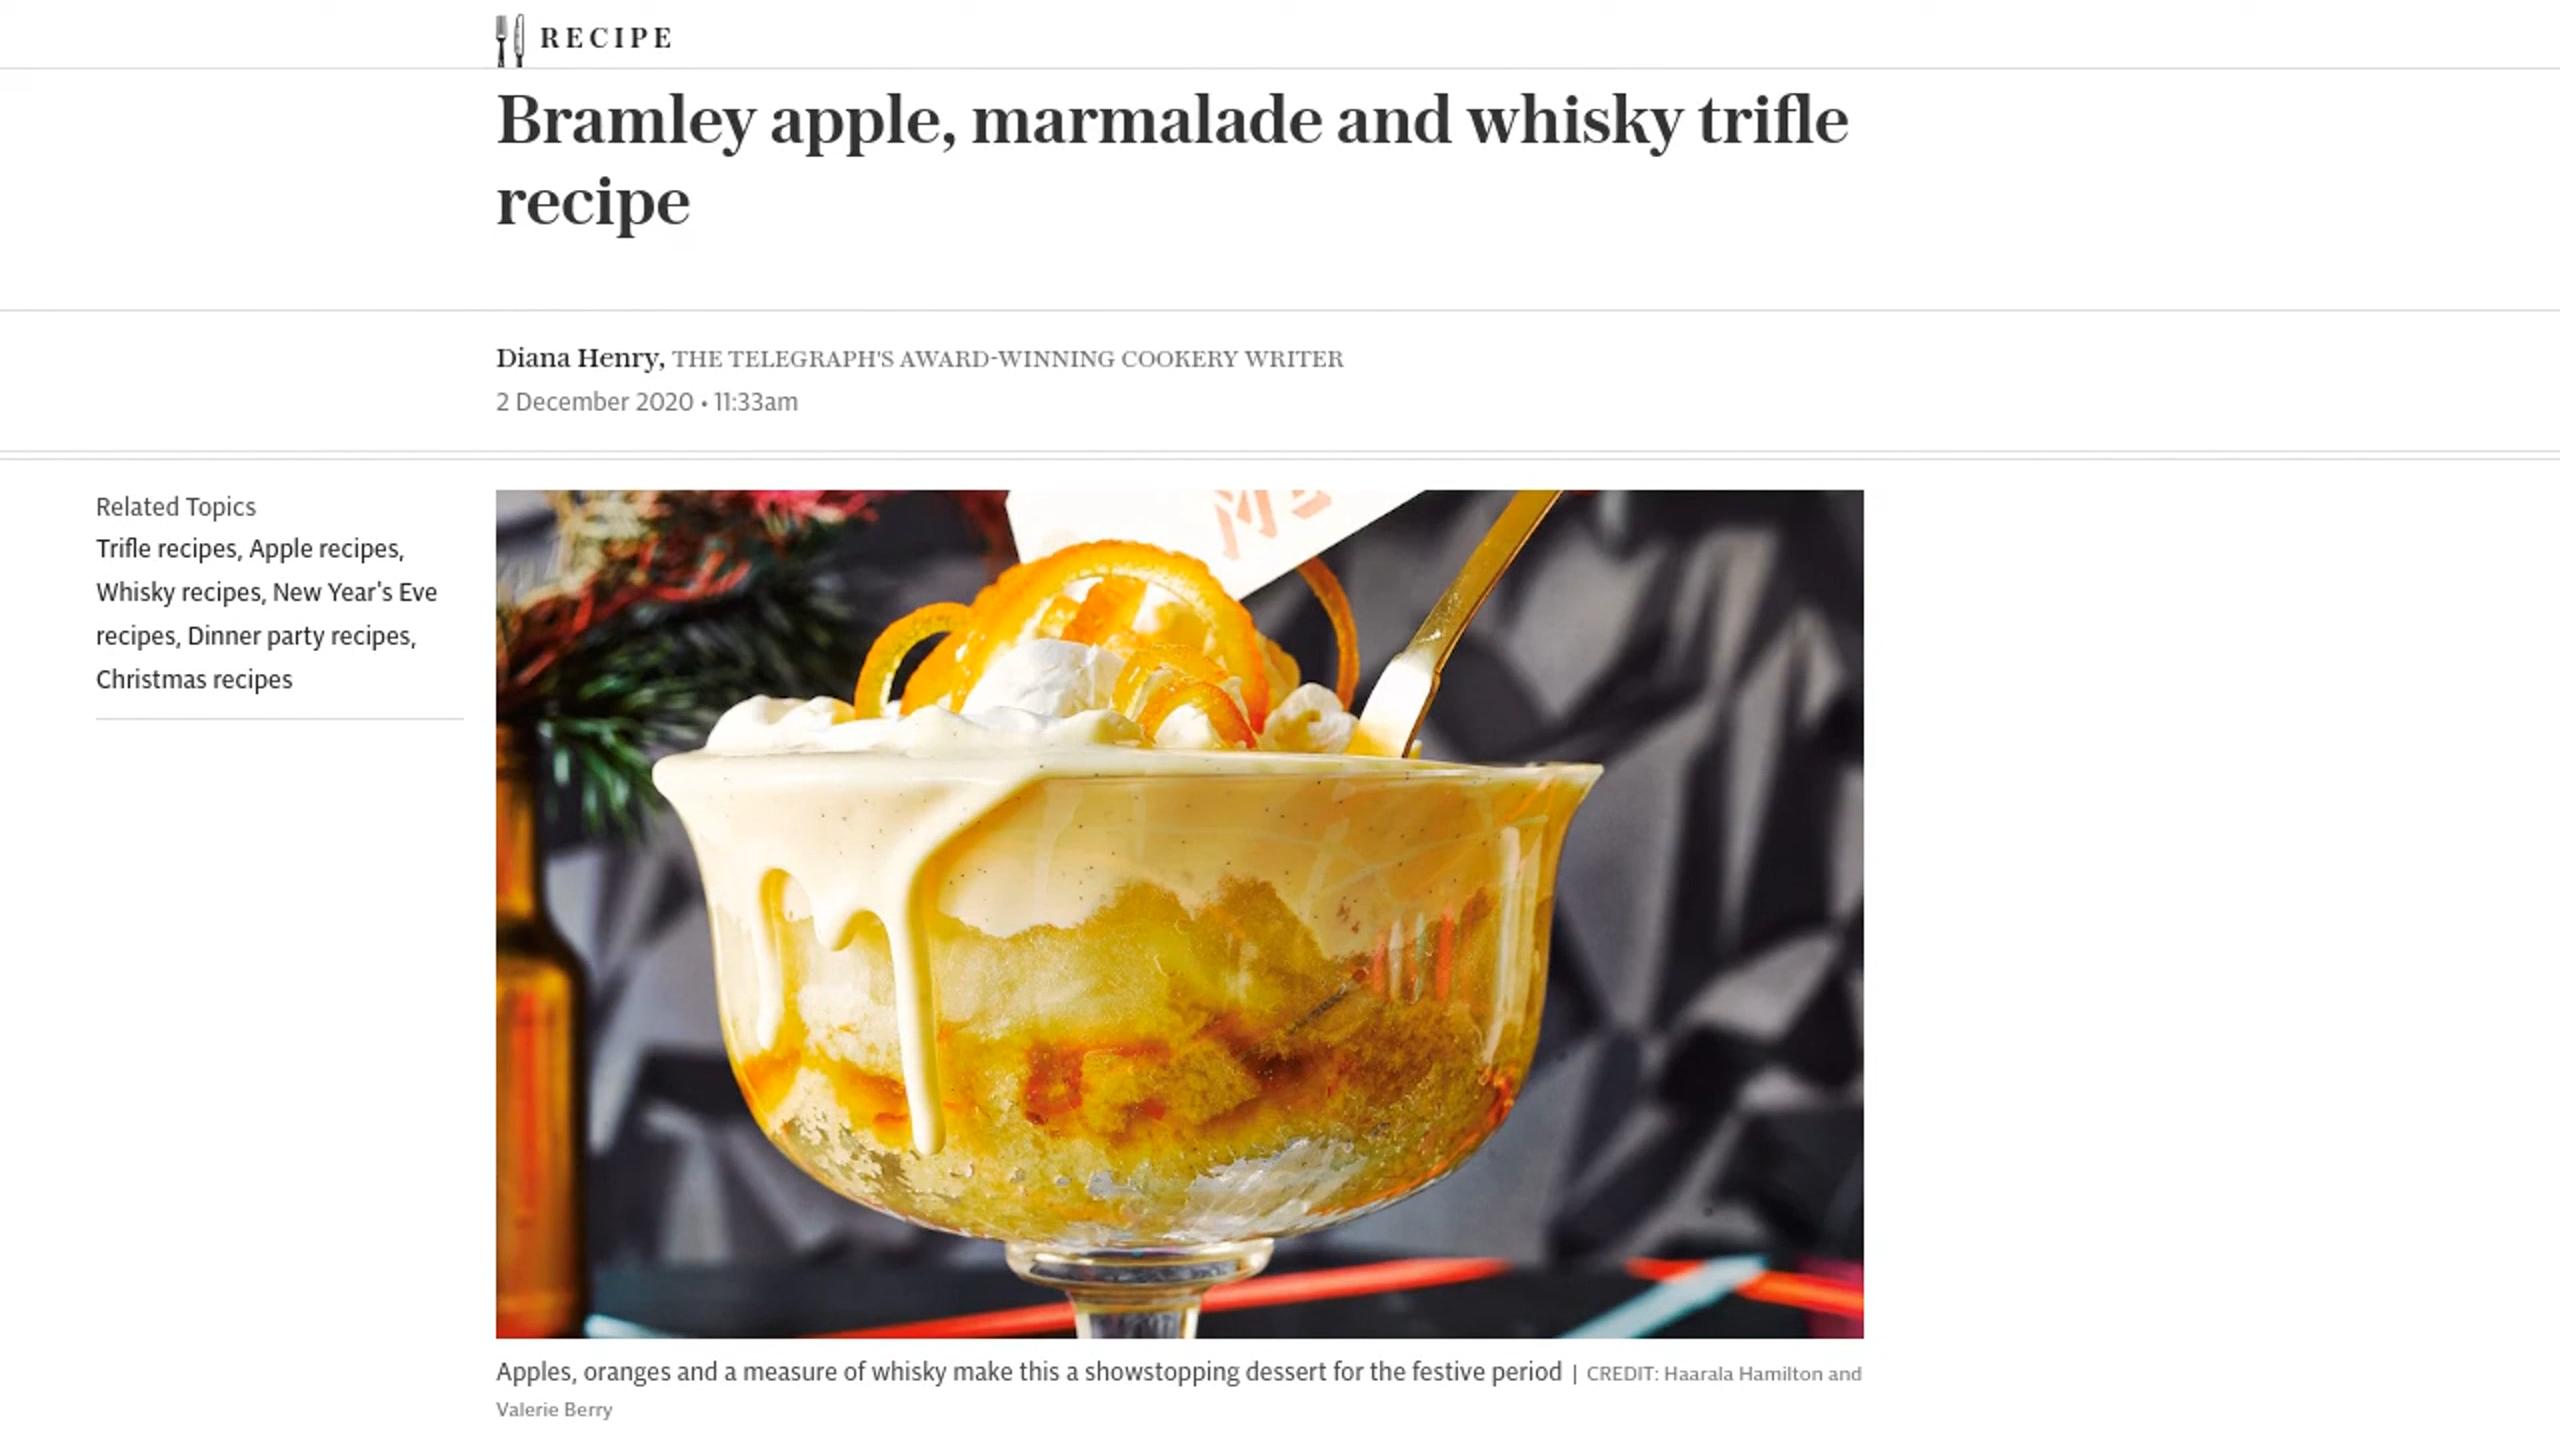 RECIPE
Bramley apple, marmalade and whisky trifle
recipe
Diana Henry, THE TELEGRAPH'S AWARD-WINNING COOKERY WRITER
2 December 2020 • 11:33am
Related Topics
Trifle recipes, Apple recipes,
Whisky recipes, New Year's Eve
recipes, Dinner party recipes,
Christmas recipes
Apples, oranges and a measure of whisky make this a showstopping dessert for the festive period | CREDIT: Haarala Hamilton and
Valerie Berry